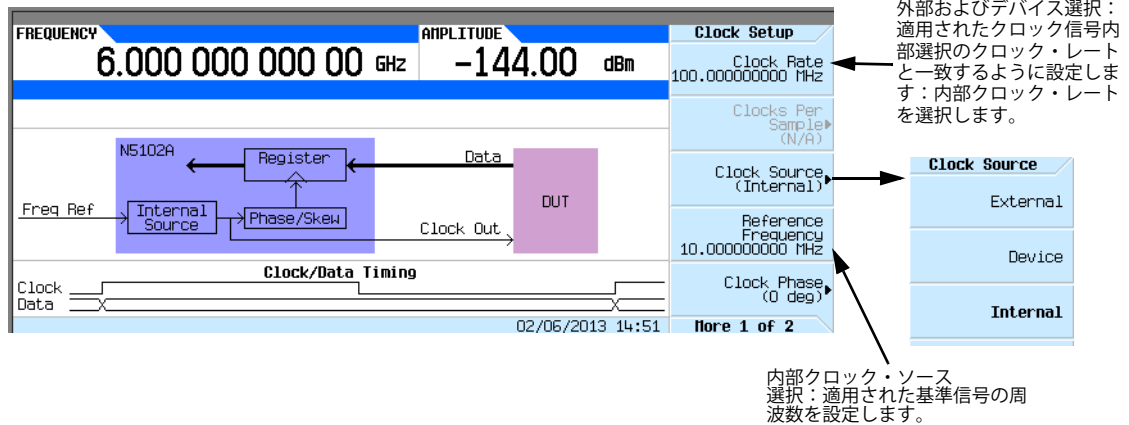 外部およびデバイス選択：
適用されたクロック信号内
部選択のクロック・レート
と一致するように設定しま
す：内部クロック・レート
を選択します。
FREQUENCY
6.000 000 000 00 GHz
AMPLITUDE
-144.00 dBm
Clock Setup
Clock Rate
100.000000000 MHz
Clocks Per
Sample
(N/A)
Clock Source
(Internal)
Reference
Frequency
10.000000000 MHz
Clock Phase
(0 deg)
More 1 of 2
N5102A
Register
Data
DUT
Freq Ref
Internal
Source
Phase/Skew
Clock Out
Clock/Data Timing
Clock
Data
02/06/2013 14:51
Clock Source
External
Device
Internal
内部クロック・ソース
選択：適用された基準信号の周
波数を設定します。